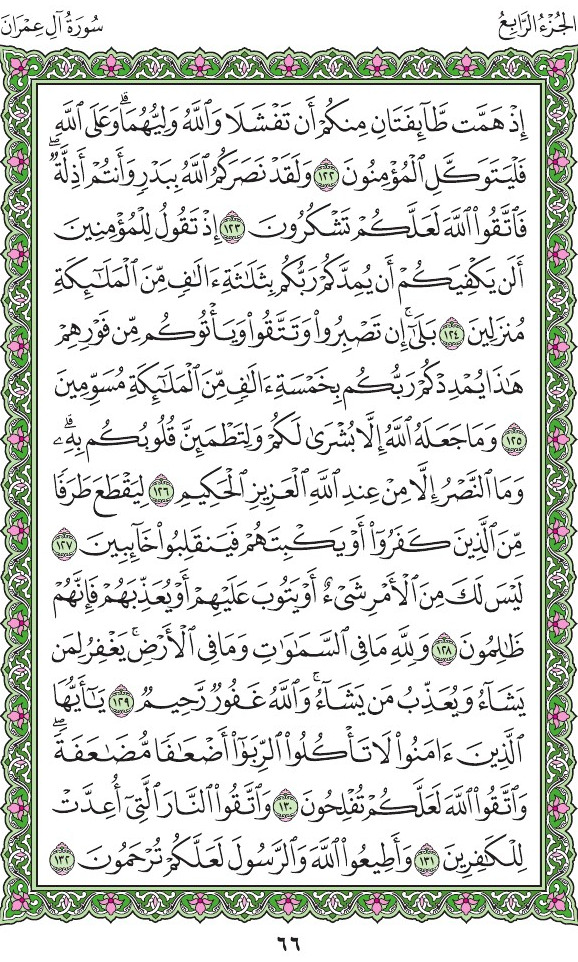 الجُزْءُ الرَّابِعُ
سُورَةُ آلِ عِمْرَانَ
إِذْ هَمَّت طَّآئِفَتَانِ مِنكُمْ أَن تَفْشَلَا وَٱللَّهُ وَلِيُّهُمَاۗ وَعَلَى ٱللَّهِ
فَلْيَتَوَكَّلِ ٱلْمُؤْمِنُونَ ١٢٢ وَلَقَدْ نَصَرَكُمُ ٱللَّهُ بِبَدْرٍ وَأَنتُمْ أَذِلَّةٌۖ
فَٱتَّقُوا۟ ٱللَّهَ لَعَلَّكُمْ تَشْكُرُونَ ١٢٣ إِذْ تَقُولُ لِلْمُؤْمِنِينَ
أَلَن يَكْفِيَكُمْ أَن يُمِدَّكُمْ رَبُّكُم بِثَلَٰثَةِ ءَالَٰفٍ مِّنَ ٱلْمَلَٰٓئِكَةِ
مُنزَلِينَ ١٢٤ بَلَىٰٓۚ إِن تَصْبِرُوا۟ وَتَتَّقُوا۟ وَيَأْتُوكُم مِّن فَوْرِهِمْ
هَٰذَا يُمْدِدْكُمْ رَبُّكُم بِخَمْسَةِ ءَالَٰفٍ مِّنَ ٱلْمَلَٰٓئِكَةِ مُسَوِّمِينَ
١٢٥ وَمَا جَعَلَهُ ٱللَّهُ إِلَّا بُشْرَىٰ لَكُمْ وَلِتَطْمَئِنَّ قُلُوبُكُم بِهِۦۗ
وَمَا ٱلنَّصْرُ إِلَّا مِنْ عِندِ ٱللَّهِ ٱلْعَزِيزِ ٱلْحَكِيمِ ١٢٦ لِيَقْطَعَ طَرَفًا
مِّنَ ٱلَّذِينَ كَفَرُوٓا۟ أَوْ يَكْبِتَهُمْ فَيَنقَلِبُوا۟ خَآئِبِينَ ١٢٧
لَيْسَ لَكَ مِنَ ٱلْأَمْرِ شَىْءٌ أَوْ يَتُوبَ عَلَيْهِمْ أَوْ يُعَذِّبَهُمْ فَإِنَّهُمْ
ظَٰلِمُونَ ١٢٨ وَلِلَّهِ مَا فِى ٱلسَّمَٰوَٰتِ وَمَا فِى ٱلْأَرْضِۚ يَغْفِرُ لِمَن
يَشَآءُ وَيُعَذِّبُ مَن يَشَآءُۚ وَٱللَّهُ غَفُورٌ رَّحِيمٌ ١٢٩ يَٰٓأَيُّهَا
ٱلَّذِينَ ءَامَنُوا۟ لَا تَأْكُلُوا۟ ٱلرِّبَوٰٓا۟ أَضْعَٰفًا مُّضَٰعَفَةًۖ
وَٱتَّقُوا۟ ٱللَّهَ لَعَلَّكُمْ تُفْلِحُونَ ١٣٠ وَٱتَّقُوا۟ ٱلنَّارَ ٱلَّتِىٓ أُعِدَّتْ
لِلْكَٰفِرِينَ ١٣١ وَأَطِيعُوا۟ ٱللَّهَ وَٱلرَّسُولَ لَعَلَّكُمْ تُرْحَمُونَ ١٣٢
٦٦